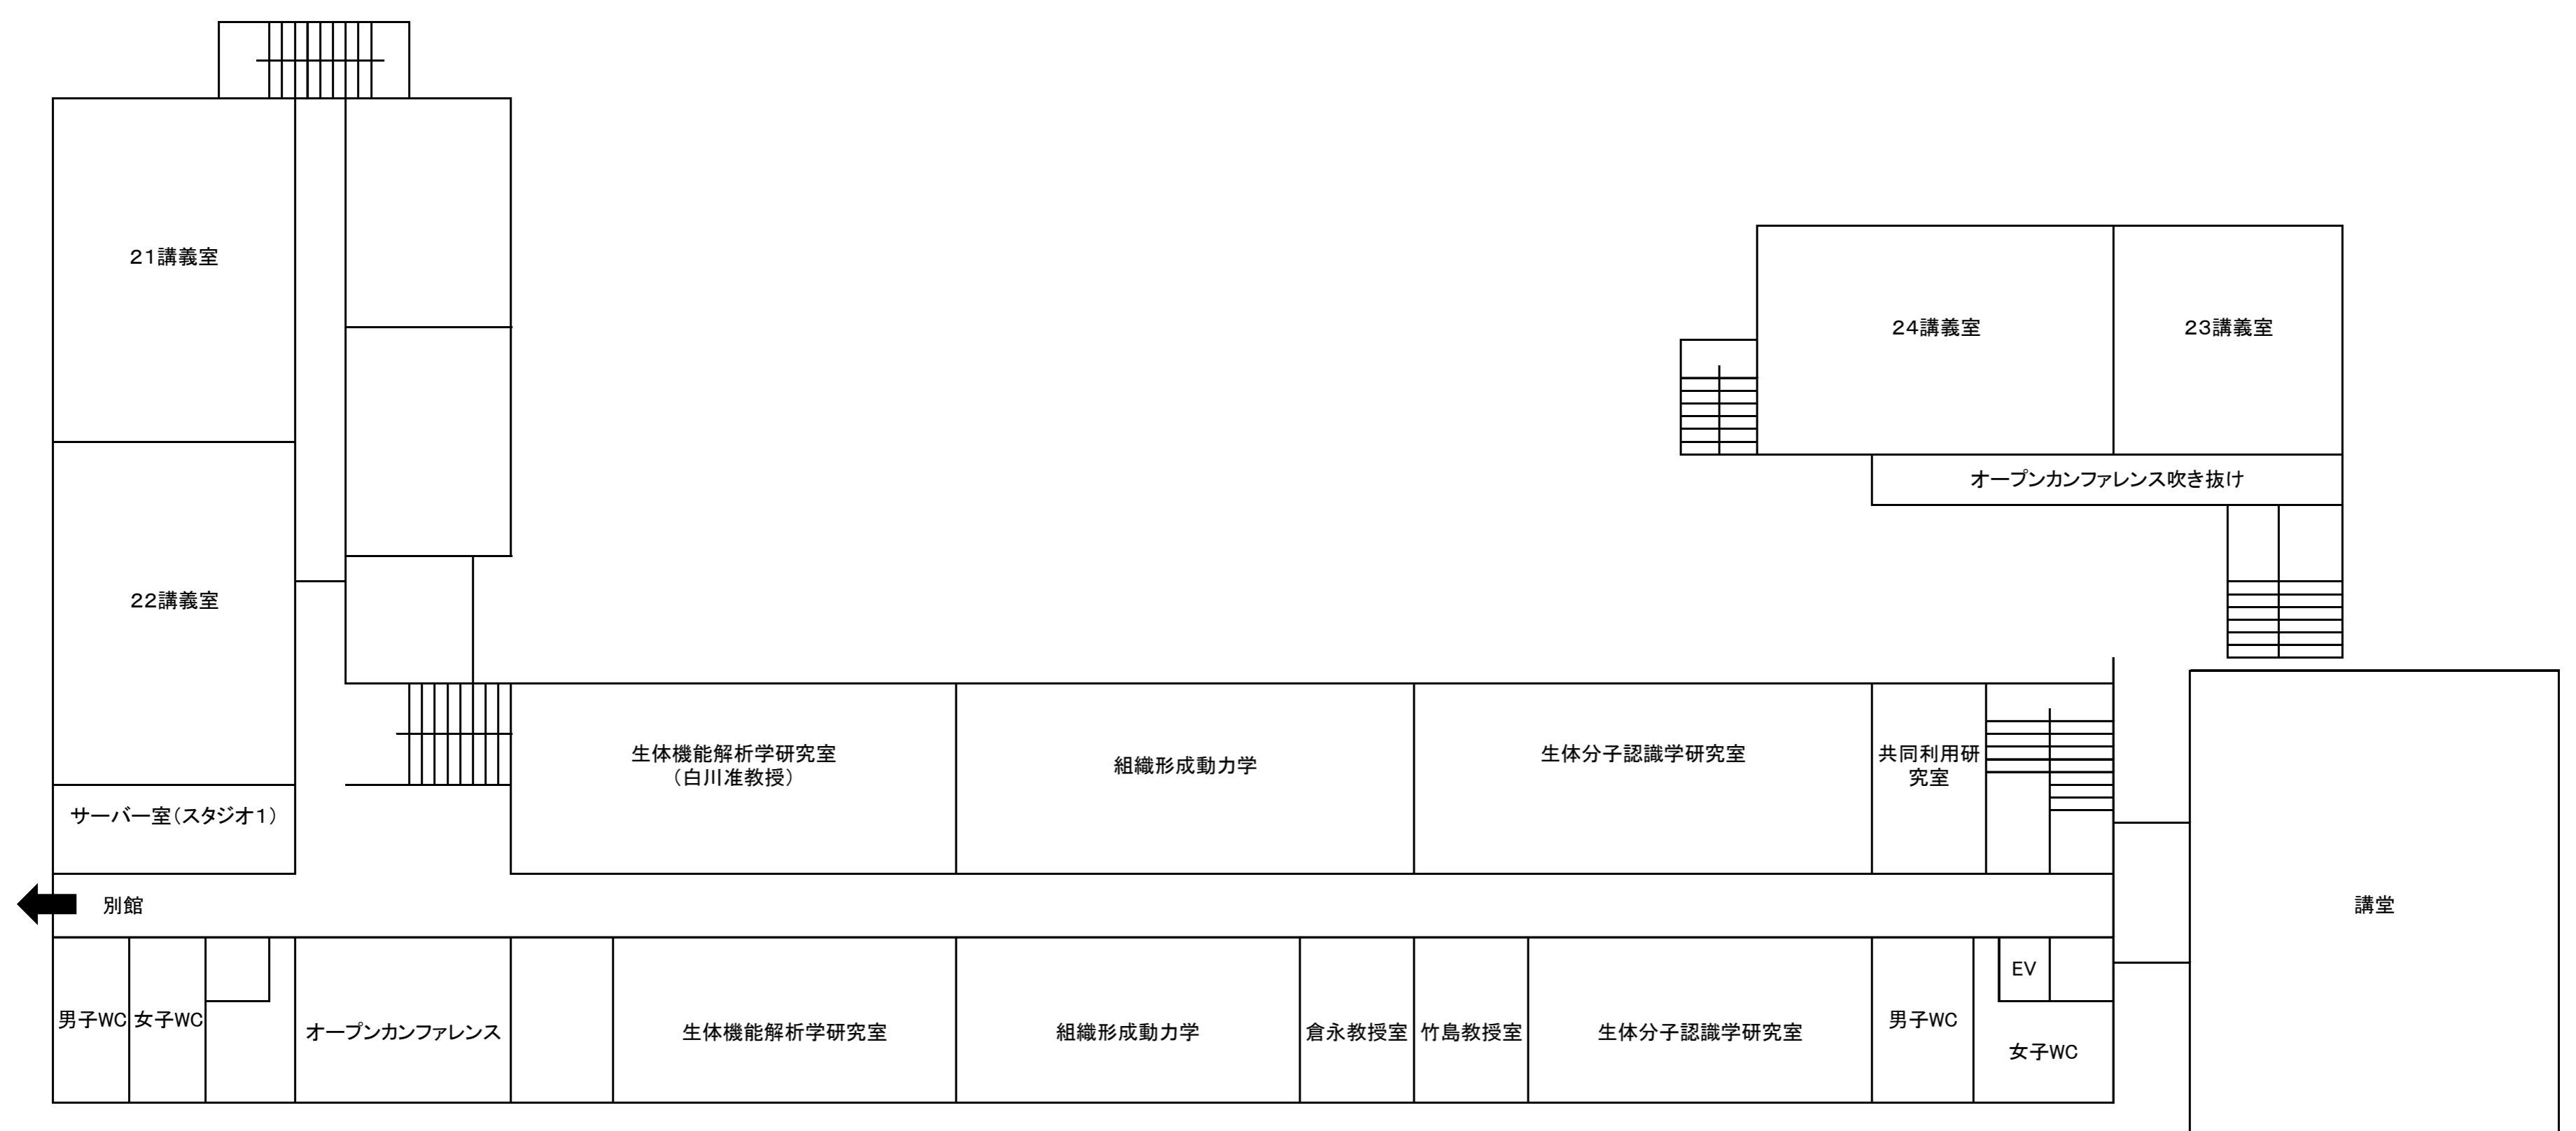 21講義室
24講義室
23講義室
オープンカンファレンス吹き抜け
22講義室
生体機能解析学研究室
（白川准教授）
組織形成動力学
生体分子認識学研究室
共同利用研
究室
サーバー室（スタジオ１）
別館
講堂
男子WC
女子WC
オープンカンファレンス
生体機能解析学研究室
組織形成動力学
倉永教授室
竹島教授室
生体分子認識学研究室
男子WC
EV
女子WC